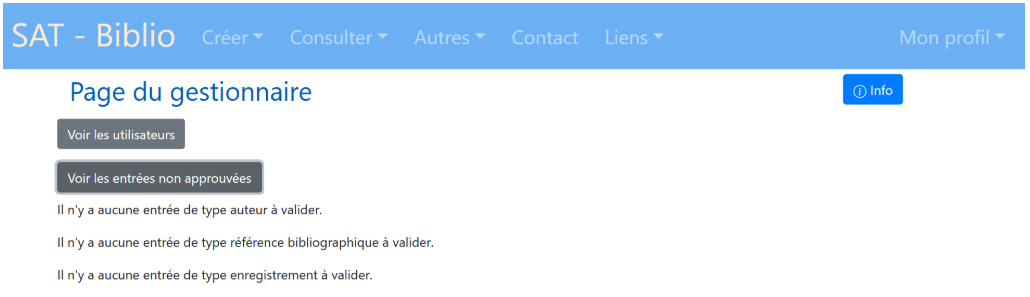 SAT - Biblio Créer Consulter Autres Contact Liens Mon profil
Page du gestionnaire
Info
Voir les utilisateurs
Voir les entrées non approuvées
Il n'y a aucune entrée de type auteur à valider.
Il n'y a aucune entrée de type référence bibliographique à valider.
Il n'y a aucune entrée de type enregistrement à valider.